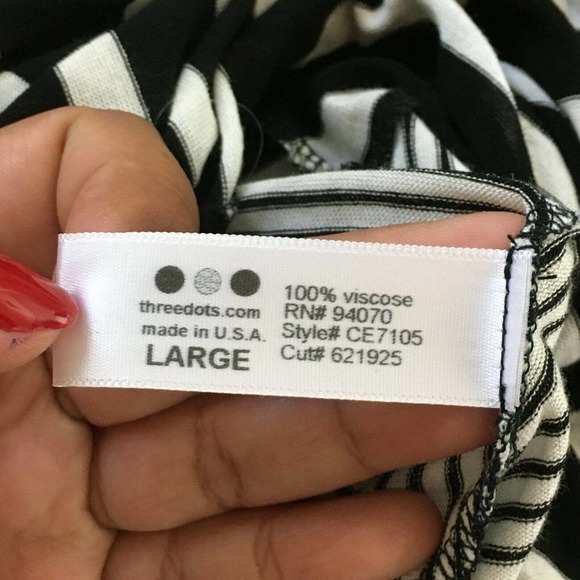 threedots.com
made in U.S.A.
LARGE
100% viscose
RN# 94070
Style# CE7105
Cut# 621925